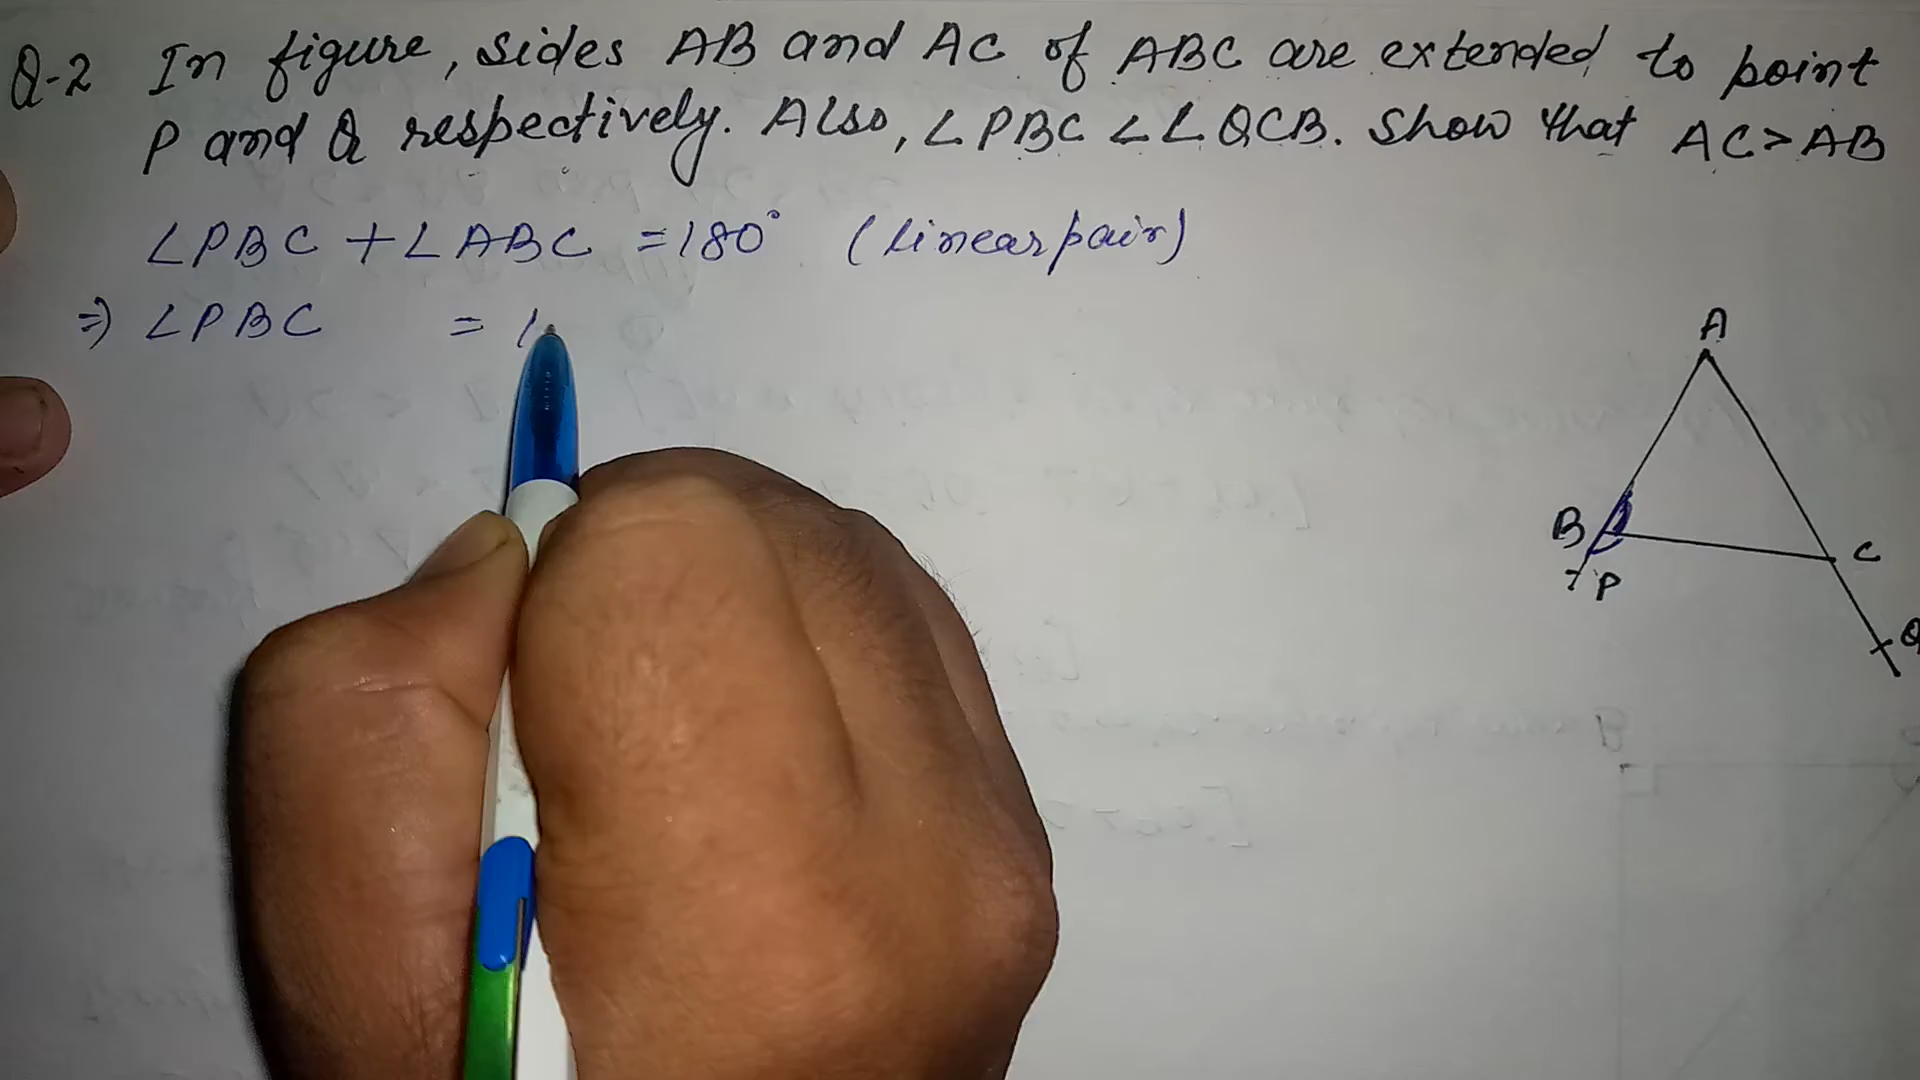 Q-2 In figure, sides AB and AC of ABC are extended to point
P and Q respectively. Also, ∠PBC < ∠QCB. Show that AC > AB
∠PBC + ∠ABC = 180° (linear pair)
⇒ ∠PBC = 1
A
B
C
P
Q